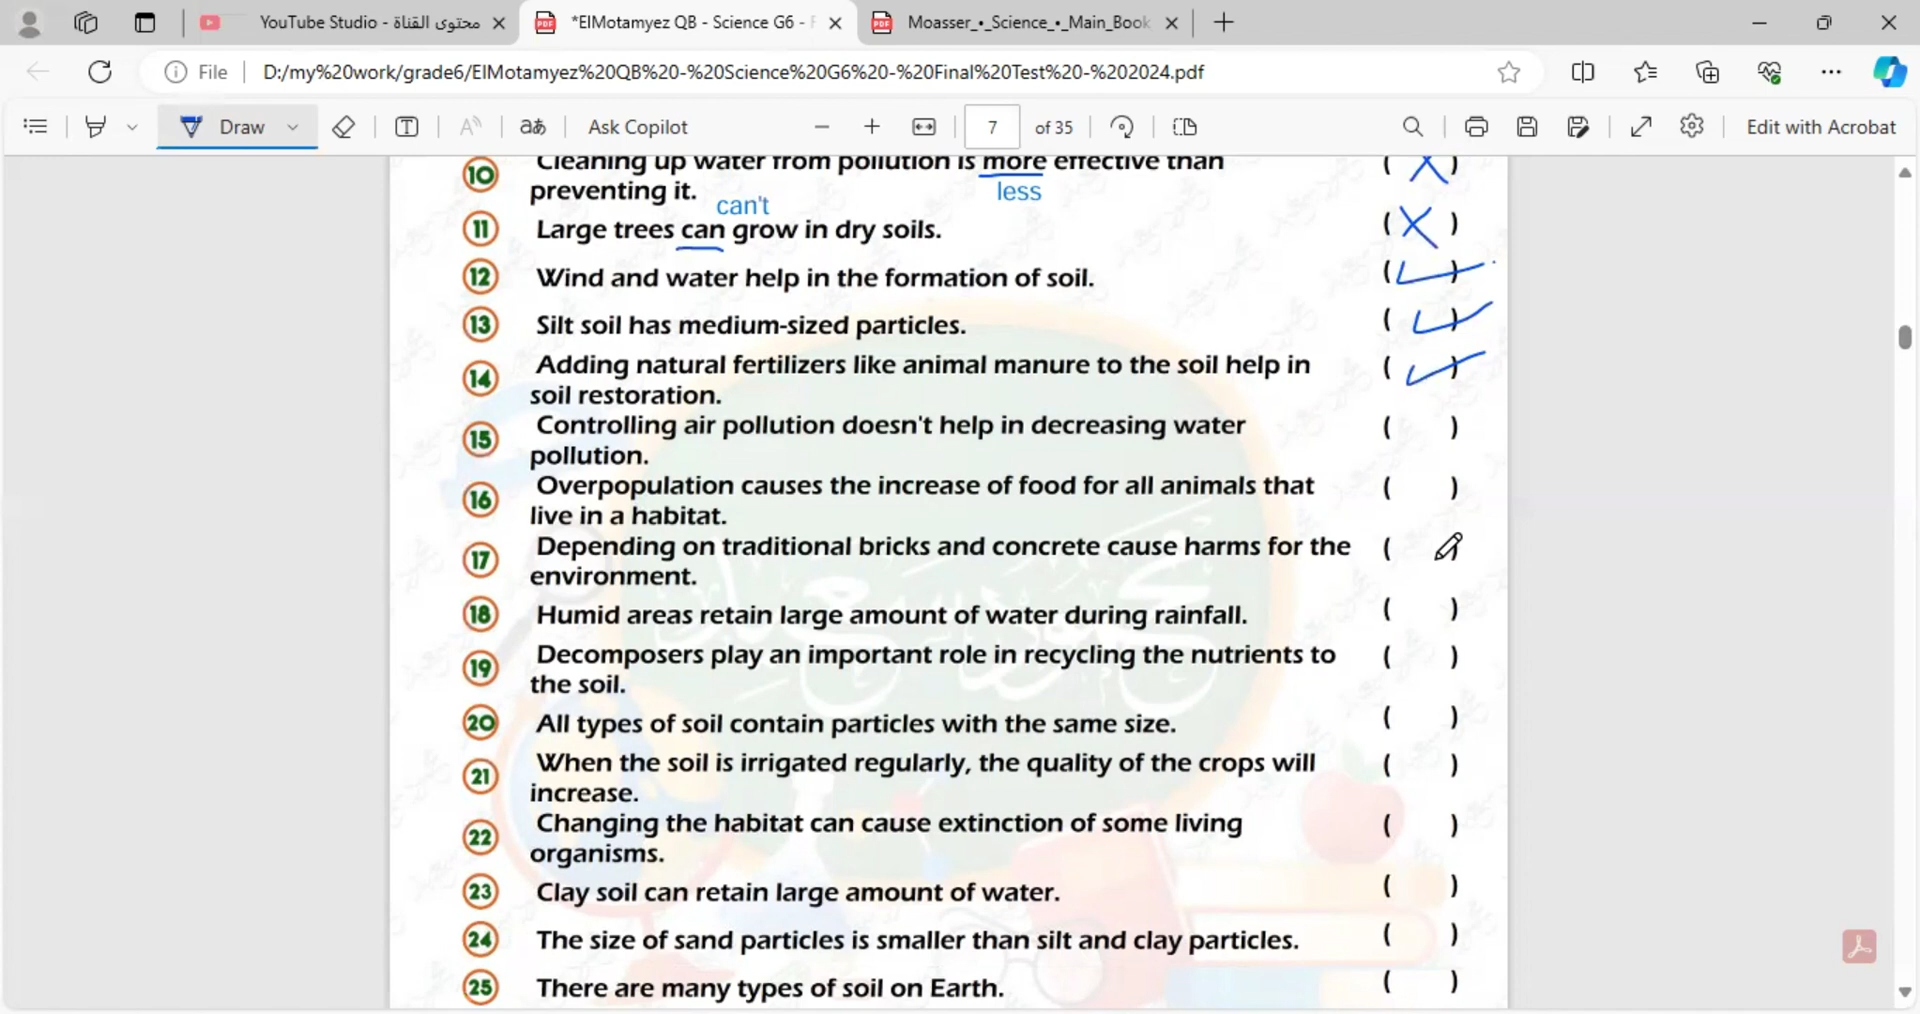 YouTube Studio - محتوى القناة
*ElMotamyez QB - Science G6 - F
Moasser_•_Science_•_Main_Book
File
D:/my%20work/grade6/ElMotamyez%20QB%20-%20Science%20G6%20-%20Final%20Test%20-%202024.pdf
Draw
Ask Copilot
7 of 35
Edit with Acrobat
10 Cleaning up water from pollution is more effective than ( X )
preventing it. less
can't
11 Large trees can grow in dry soils. ( X )
12 Wind and water help in the formation of soil. ( ✓ )
13 Silt soil has medium-sized particles. ( ✓ )
14 Adding natural fertilizers like animal manure to the soil help in ( ✓ )
soil restoration.
15 Controlling air pollution doesn't help in decreasing water ( )
pollution.
16 Overpopulation causes the increase of food for all animals that ( )
live in a habitat.
17 Depending on traditional bricks and concrete cause harms for the (
environment.
18 Humid areas retain large amount of water during rainfall. ( )
19 Decomposers play an important role in recycling the nutrients to ( )
the soil.
20 All types of soil contain particles with the same size. ( )
21 When the soil is irrigated regularly, the quality of the crops will ( )
increase.
22 Changing the habitat can cause extinction of some living ( )
organisms.
23 Clay soil can retain large amount of water. ( )
24 The size of sand particles is smaller than silt and clay particles. ( )
25 There are many types of soil on Earth. ( )